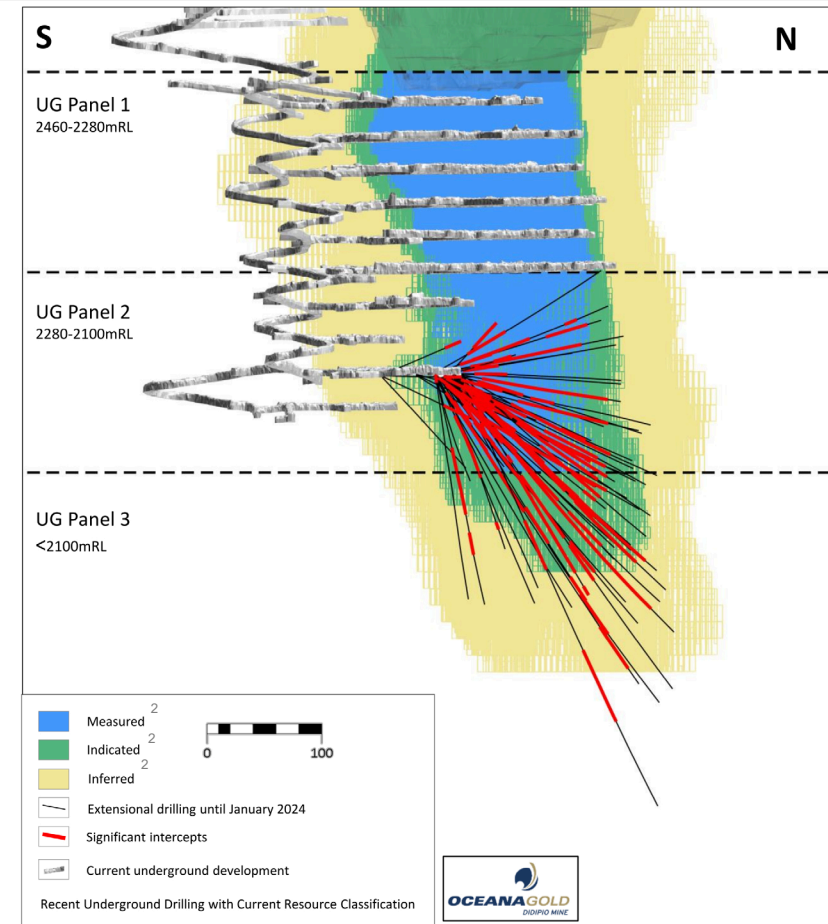 S
N
UG Panel 1
2460-2280mRL
UG Panel 2
2280-2100mRL
UG Panel 3
<2100mRL
Measured 2
Indicated 2
Inferred 2
0 100
Extensional drilling until January 2024
Significant intercepts
Current underground development
Recent Underground Drilling with Current Resource Classification
OCEANAGOLD
DIDIPIO MINE